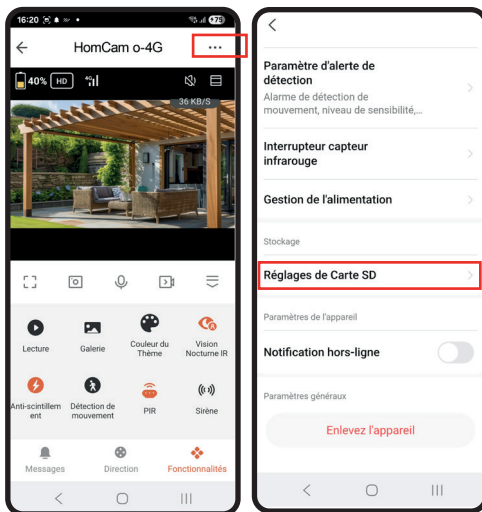 16:20
75
HomCam o-4G
...
40% HD 4G
36 KB/S
Lecture
Galerie
Couleur du
Thème
Vision
Nocturne IR
Anti-scintillem
ent
Détection de
mouvement
PIR
Sirène
Messages
Direction
Fonctionnalités
Paramètre d'alerte de
détection
Alarme de détection de
mouvement, niveau de sensibilité,...
Interrupteur capteur
infrarouge
Gestion de l'alimentation
Stockage
Réglages de Carte SD
Paramètres de l'appareil
Notification hors-ligne
Paramètres généraux
Enlevez l'appareil